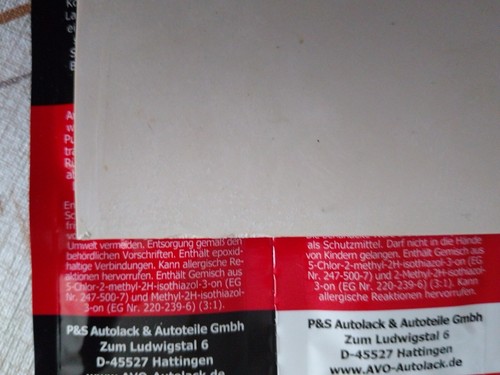 Umwelt vermeiden. Entsorgung gemäß den
behördlichen Vorschriften. Enthält epoxid-
haltige Verbindungen. Kann allergische Re-
aktionen hervorrufen. Enthält Gemisch aus
5-Chlor-2-methyl-2H-isothiazol-3-on (EG
Nr. 247-500-7) und Methyl-2H-isothiazol-
3-on (EG Nr. 220-239-6) (3:1).
P&S Autolack & Autoteile GmbH
Zum Ludwigstal 6
D-45527 Hattingen
www.AVO-Autolack.de
als Schutzmittel. Darf nicht in die Hände
von Kindern gelangen. Enthält Gemisch aus
5-Chlor-2-methyl-2H-isothiazol-3-on (EG
Nr. 247-500-7) und 2-Methyl-2H-isothiazol-
3-on (EG Nr. 220-239-6) (3:1). Kann
allergische Reaktionen hervorrufen.
P&S Autolack & Autoteile GmbH
Zum Ludwigstal 6
D-45527 Hattingen
www.AVO-Autolack.de